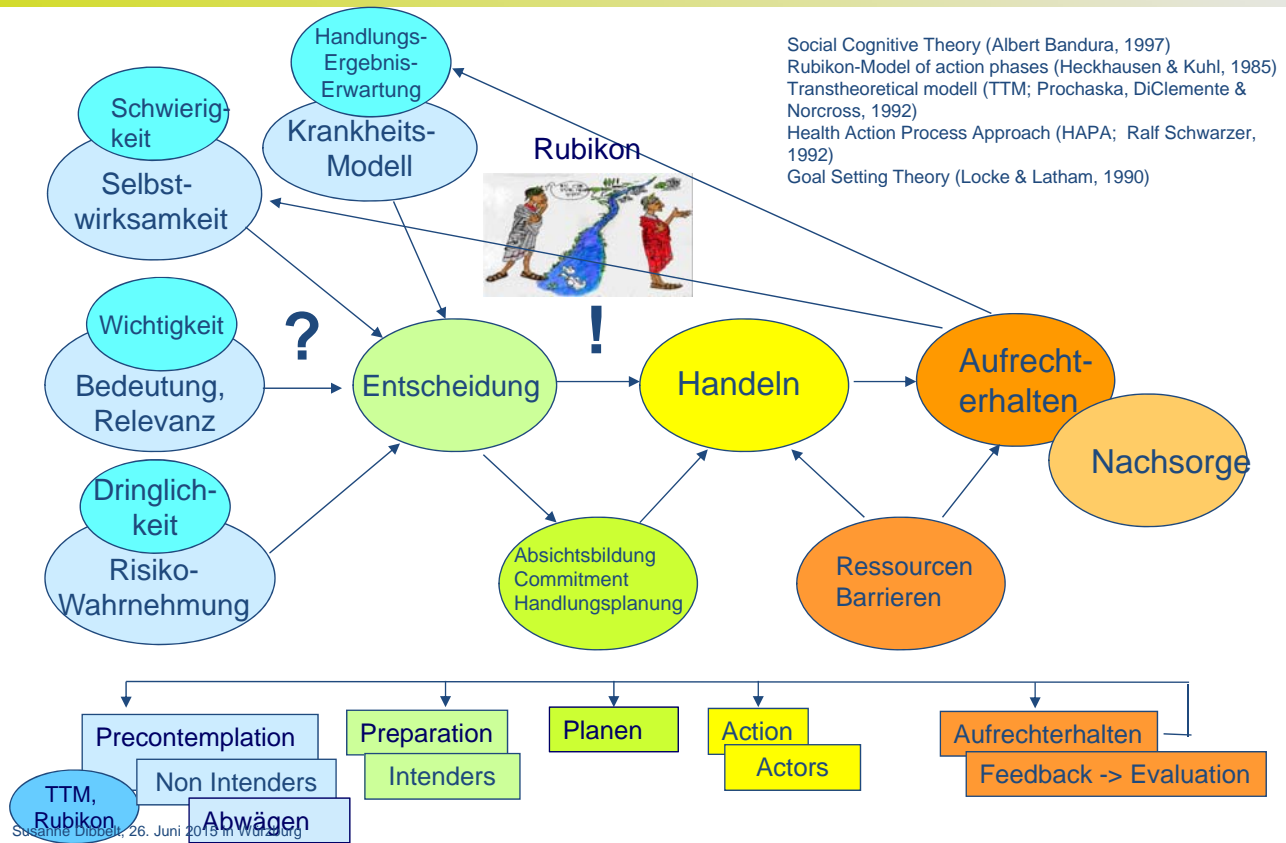 Handlungs-
Ergebnis-
Erwartung
Krankheits-
Modell
Social Cognitive Theory (Albert Bandura, 1997)
Rubikon-Model of action phases (Heckhausen & Kuhl, 1985)
Transtheoretical modell (TTM; Prochaska, DiClemente &
Norcross, 1992)
Health Action Process Approach (HAPA; Ralf Schwarzer,
1992)
Goal Setting Theory (Locke & Latham, 1990)
Schwierig-
keit
Selbst-
wirksamkeit
Rubikon
Wichtigkeit
Bedeutung,
Relevanz
?
Entscheidung
!
Handeln
Aufrecht-
erhalten
Nachsorge
Dringlich-
keit
Risiko-
Wahrnehmung
Absichtsbildung
Commitment
Handlungsplanung
Ressourcen
Barrieren
Precontemplation
Non Intenders
Abwägen
TTM,
Rubikon
Preparation
Intenders
Planen
Action
Actors
Aufrechterhalten
Feedback -> Evaluation
Susanne Dibbelt, 26. Juni 2015 in Würzburg